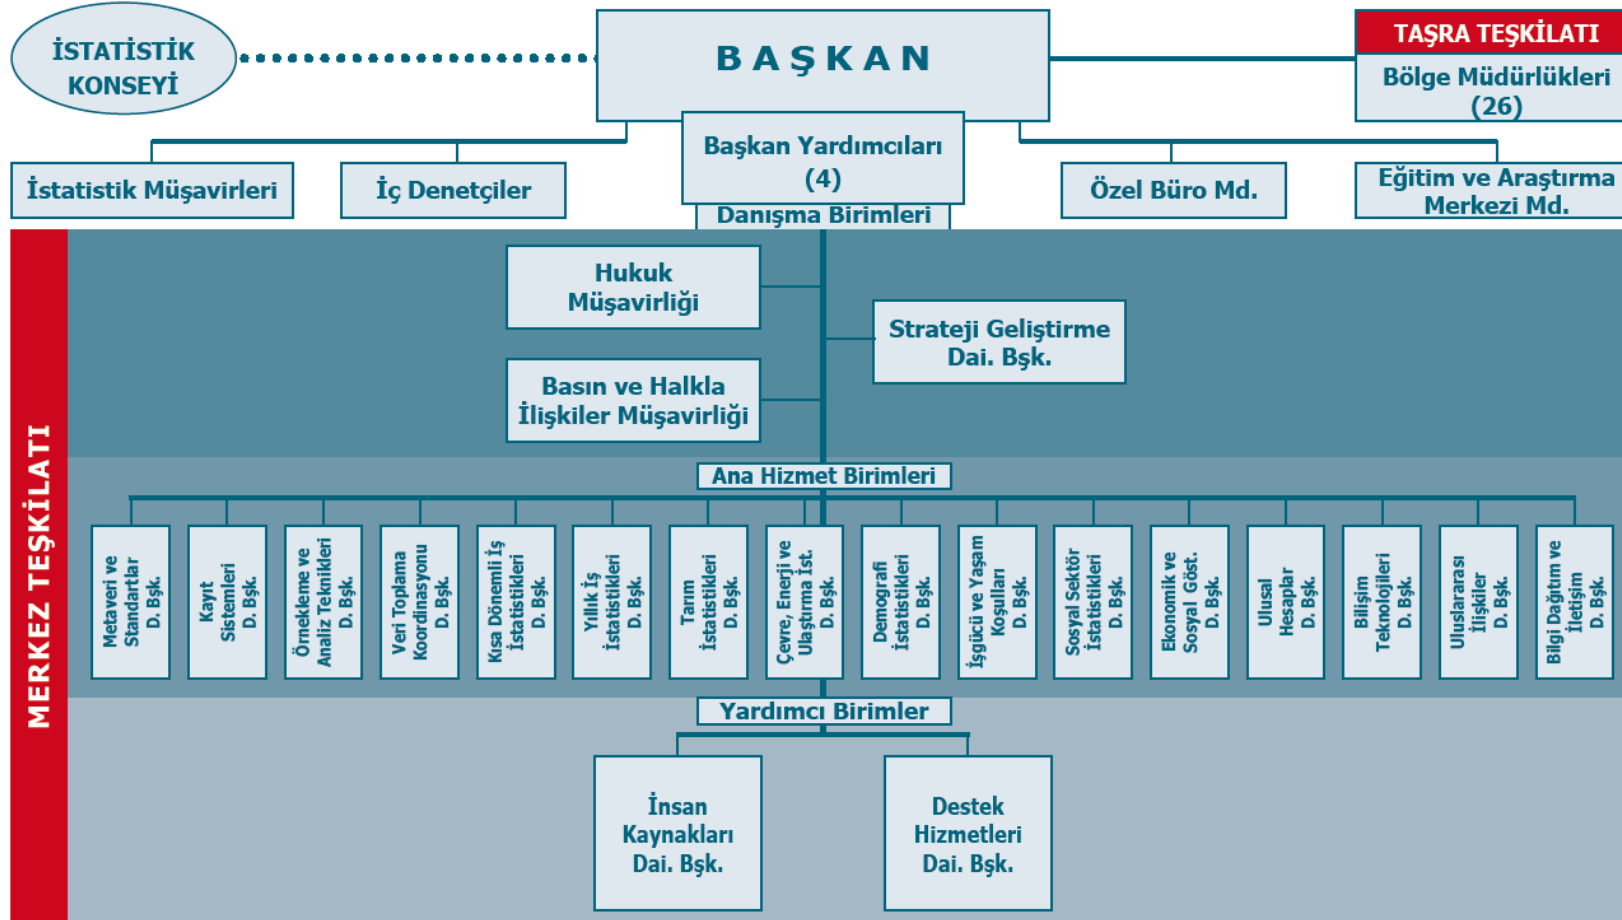 İSTATİSTİK
KONSEYİ
BAŞKAN
TAŞRA TEŞKİLATI
Bölge Müdürlükleri
(26)
Başkan Yardımcıları
(4)
İstatistik Müşavirleri
İç Denetçiler
Özel Büro Md.
Eğitim ve Araştırma
Merkezi Md.
Danışma Birimleri
MERKEZ TEŞKİLATI
Hukuk
Müşavirliği
Strateji Geliştirme
Dai. Bşk.
Basın ve Halkla
İlişkiler Müşavirliği
Ana Hizmet Birimleri
Metaveri ve
Standartlar
D. Bşk.
Kayıt
Sistemleri
D. Bşk.
Örnekleme ve
Analiz Teknikleri
D. Bşk.
Veri Toplama
Koordinasyonu
D. Bşk.
Kısa Dönemli İş
İstatistikleri
D. Bşk.
Yıllık İş
İstatistikleri
D. Bşk.
Tarım
İstatistikleri
D. Bşk.
Çevre, Enerji ve
Ulaştırma İst.
D. Bşk.
Demografi
İstatistikleri
D. Bşk.
İşgücü ve Yaşam
Koşulları
D. Bşk.
Sosyal Sektör
İstatistikleri
D. Bşk.
Ekonomik ve
Sosyal Göst.
D. Bşk.
Ulusal
Hesaplar
D. Bşk.
Bilişim
Teknolojileri
D. Bşk.
Uluslararası
İlişkiler
D. Bşk.
Bilgi Dağıtım ve
İletişim
D. Bşk.
Yardımcı Birimler
İnsan
Kaynakları
Dai. Bşk.
Destek
Hizmetleri
Dai. Bşk.